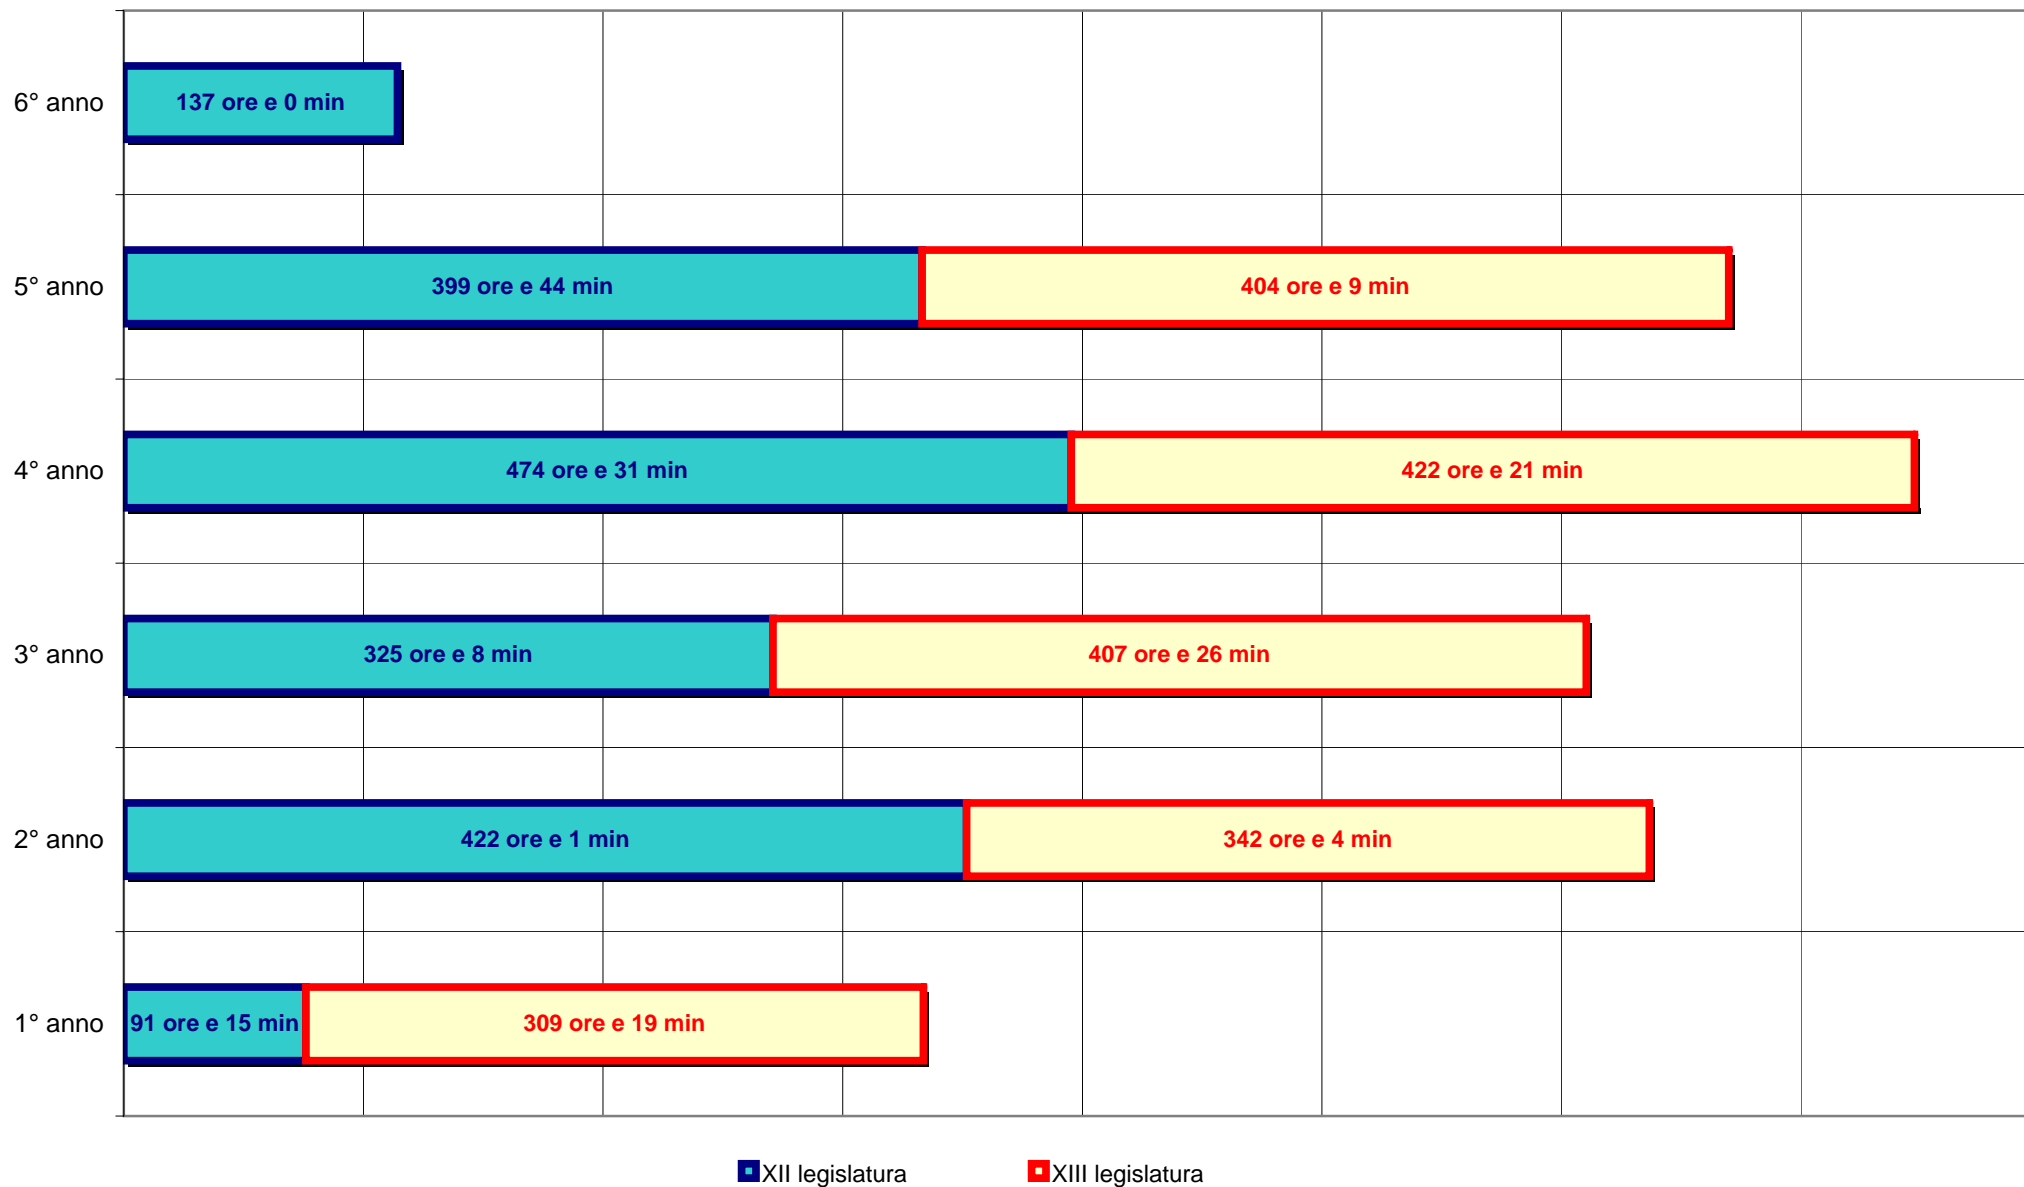 6° anno
137 ore e 0 min
5° anno
399 ore e 44 min
404 ore e 9 min
4° anno
474 ore e 31 min
422 ore e 21 min
3° anno
325 ore e 8 min
407 ore e 26 min
2° anno
422 ore e 1 min
342 ore e 4 min
1° anno
91 ore e 15 min
309 ore e 19 min
XII legislatura
XIII legislatura